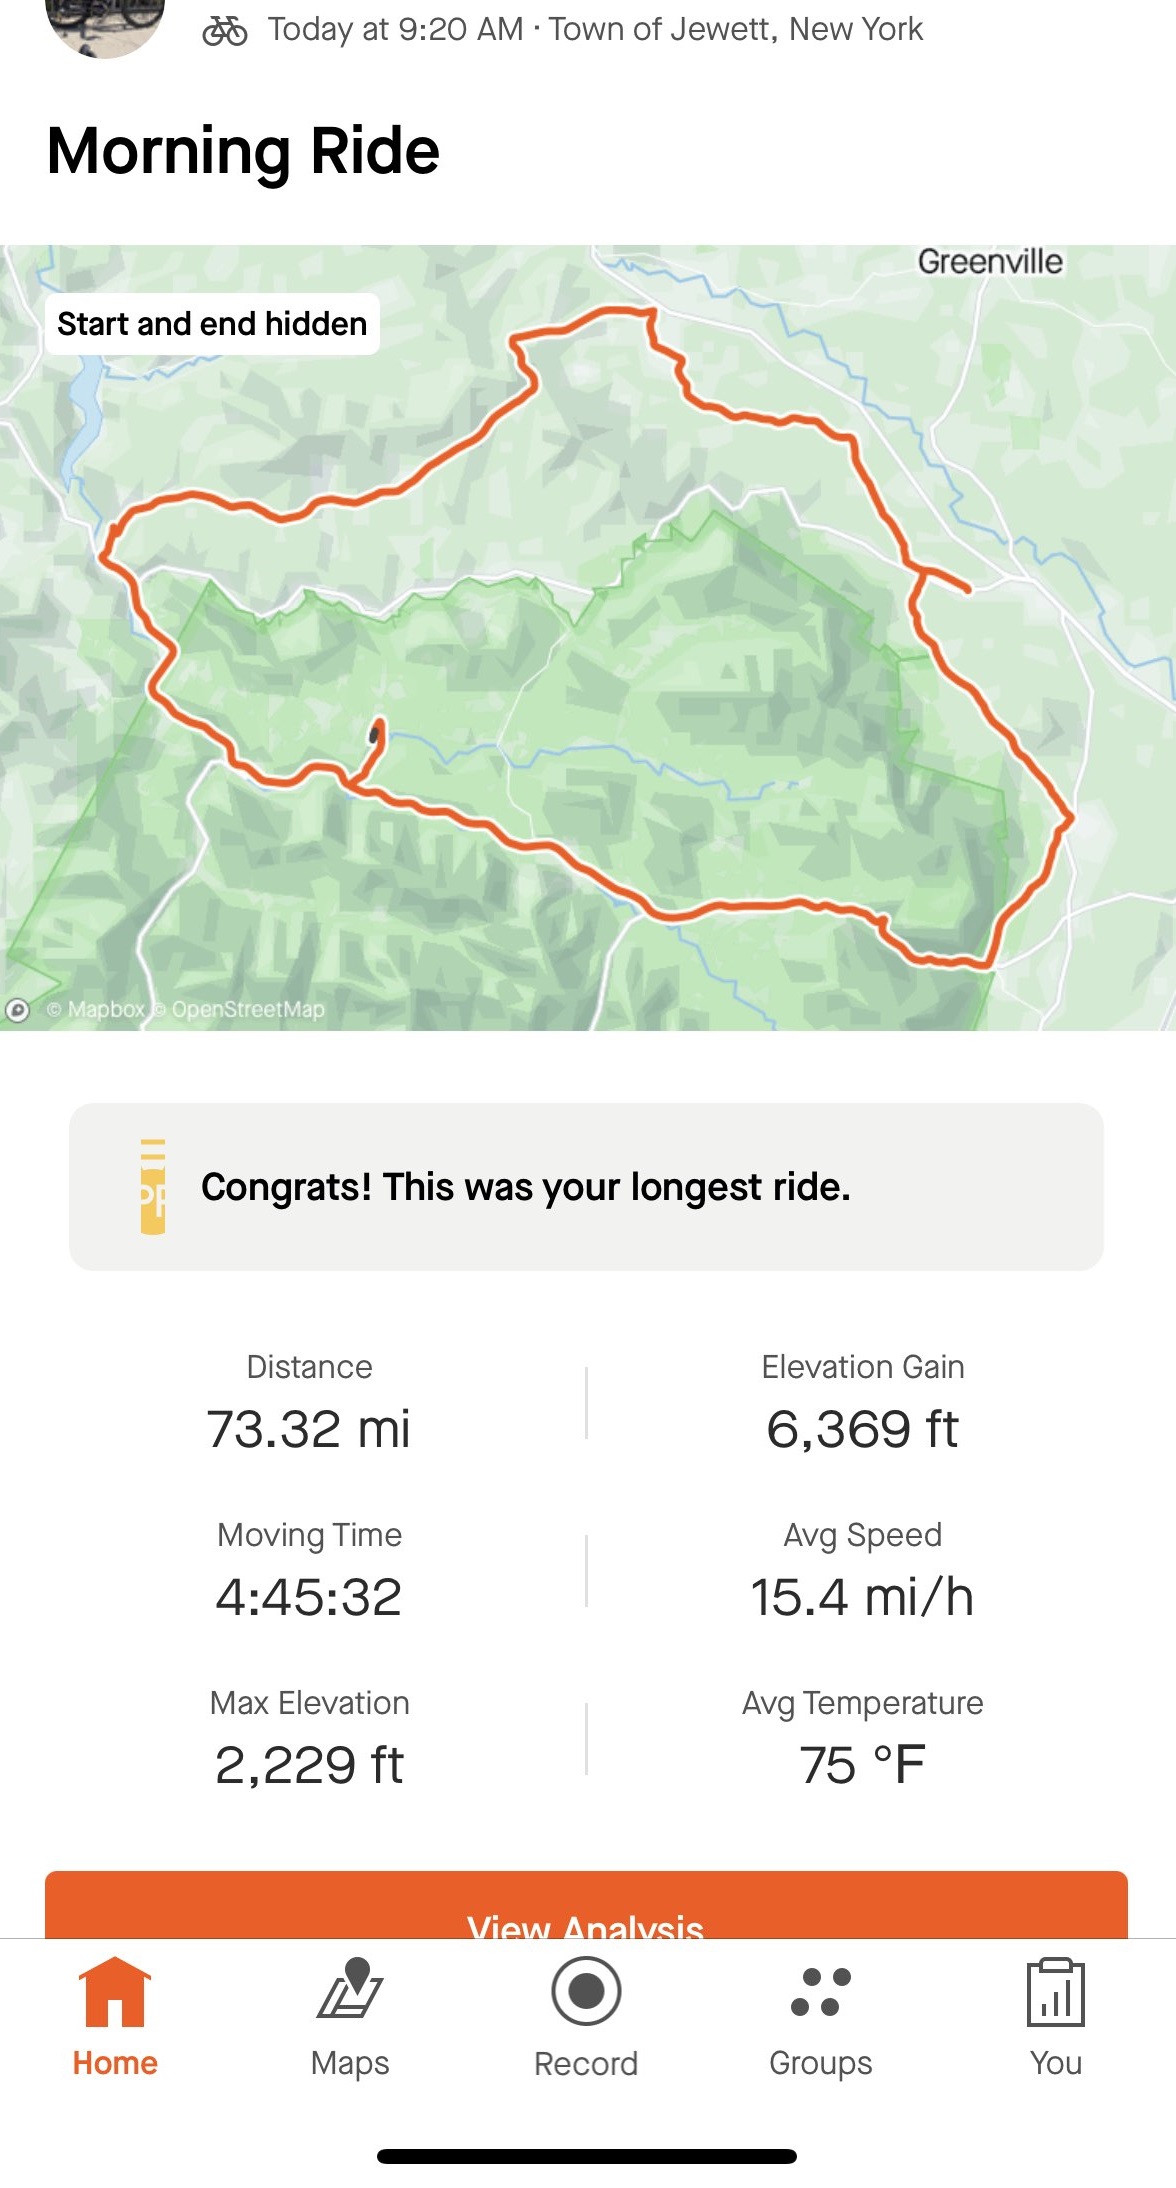 Today at 9:20 AM · Town of Jewett, New York
Morning Ride
Greenville
Start and end hidden
© Mapbox © OpenStreetMap
PR
Congrats! This was your longest ride.
Distance
Elevation Gain
73.32 mi
6,369 ft
Moving Time
Avg Speed
4:45:32
15.4 mi/h
Max Elevation
Avg Temperature
2,229 ft
75 °F
View Analysis
Home
Maps
Record
Groups
You